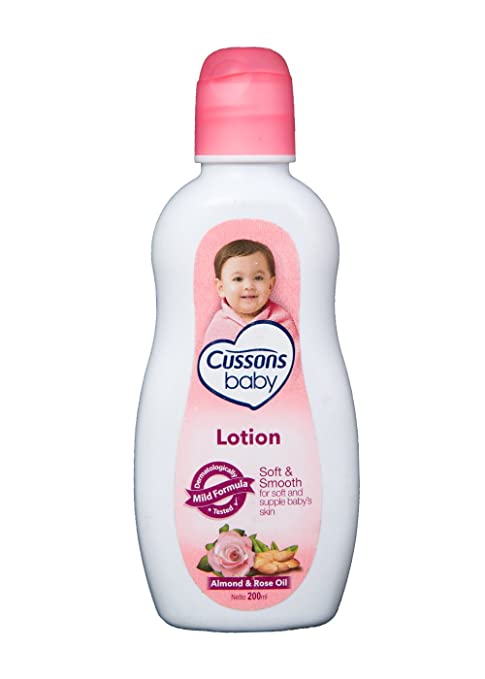 Cussons
baby
Lotion
Dermatologically
Mild Formula
• Tested ✓
Soft &
Smooth
for soft and
supple baby's
skin
Almond & Rose Oil
Netto 200ml